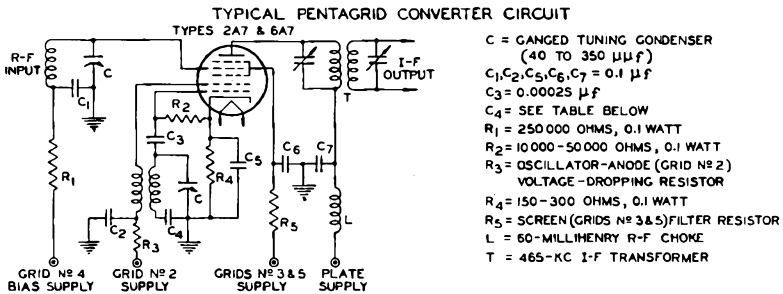 TYPICAL PENTAGRID CONVERTER CIRCUIT
TYPES 2A7 & 6A7
R-F
INPUT
C
C1
R2
C3
R1
R4
C5
C
C6
C7
T
I-F
OUTPUT
C2
R3
C4
R5
L
GRID Nº 4
BIAS SUPPLY
GRID Nº 2
SUPPLY
GRIDS Nº 3 & 5
SUPPLY
PLATE
SUPPLY
C = GANGED TUNING CONDENSER
(40 TO 350 µµf)
C1,C2,C5,C6,C7 = 0.1 µf
C3 = 0.00025 µf
C4 = SEE TABLE BELOW
R1 = 250000 OHMS, 0.1 WATT
R2 = 10000-50000 OHMS, 0.1 WATT
R3 = OSCILLATOR-ANODE (GRID Nº 2)
VOLTAGE-DROPPING RESISTOR
R4 = 150-300 OHMS, 0.1 WATT
R5 = SCREEN (GRIDS Nº 3&5) FILTER RESISTOR
L = 60-MILLIHENRY R-F CHOKE
T = 465-KC I-F TRANSFORMER